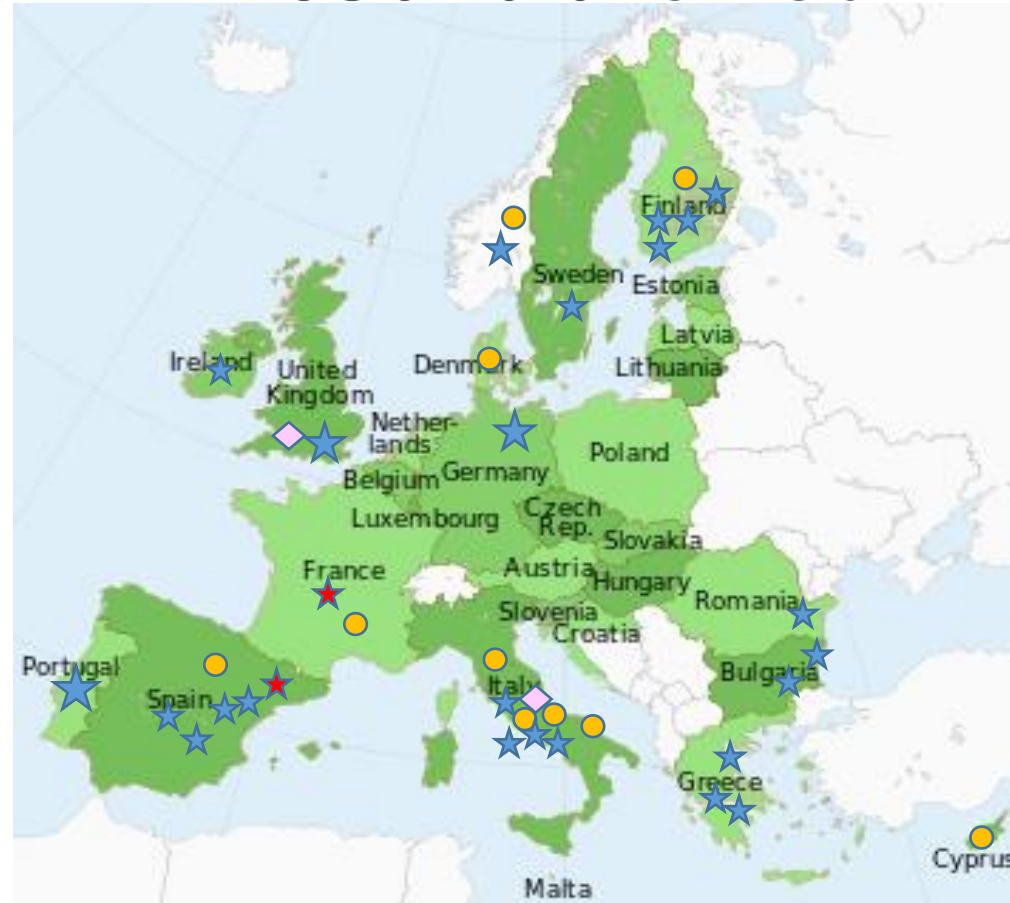 Finland
Sweden
Estonia
Latvia
Ireland
Denmark
Lithuania
United
Kingdom
Nether-
lands
Poland
Belgium
Germany
Czech
Rep.
Luxembourg
Slovakia
France
Austria
Hungary
Romania
Slovenia
Croatia
Portugal
Spain
Italy
Bulgaria
Greece
Cyprus
Malta